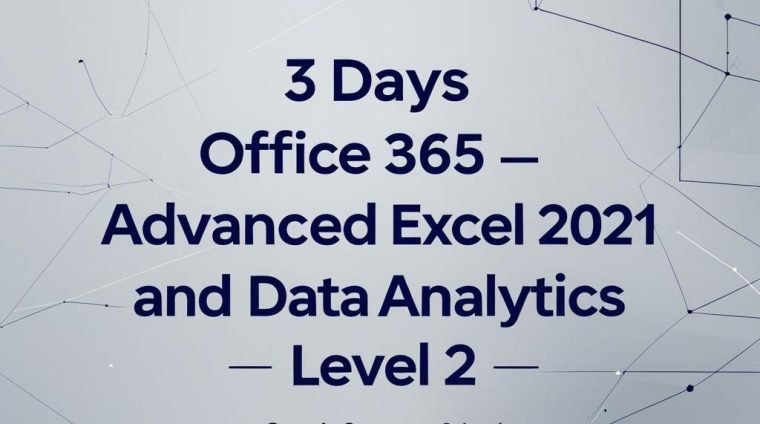 3 Days
Office 365 –
Advanced Excel 2021
and Data Analytics
— Level 2 —